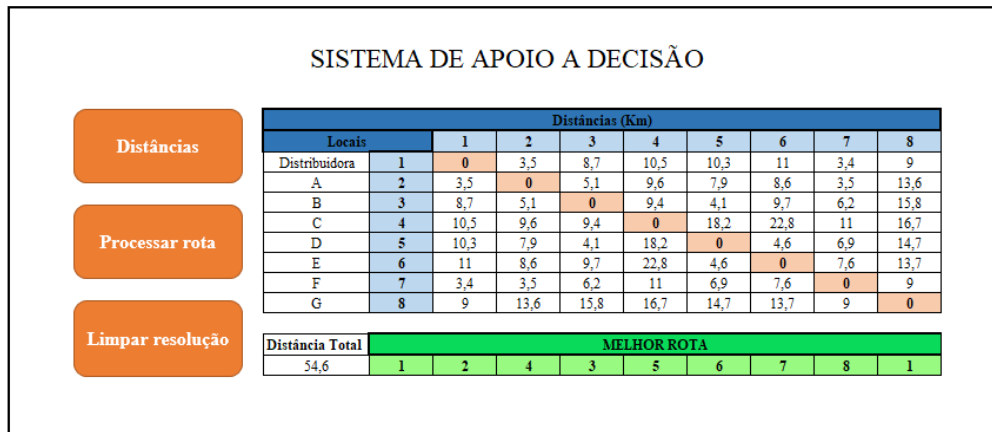 SISTEMA DE APOIO A DECISÃO
Distâncias
Processar rota
Limpar resolução
Distâncias (Km)
Locais 1 2 3 4 5 6 7 8
Distribuidora 1 0 3,5 8,7 10,5 10,3 11 3,4 9
A 2 3,5 0 5,1 9,6 7,9 8,6 3,5 13,6
B 3 8,7 5,1 0 9,4 4,1 9,7 6,2 15,8
C 4 10,5 9,6 9,4 0 18,2 22,8 11 16,7
D 5 10,3 7,9 4,1 18,2 0 4,6 6,9 14,7
E 6 11 8,6 9,7 22,8 4,6 0 7,6 13,7
F 7 3,4 3,5 6,2 11 6,9 7,6 0 9
G 8 9 13,6 15,8 16,7 14,7 13,7 9 0
Distância Total MELHOR ROTA
54,6 1 2 4 3 5 6 7 8 1